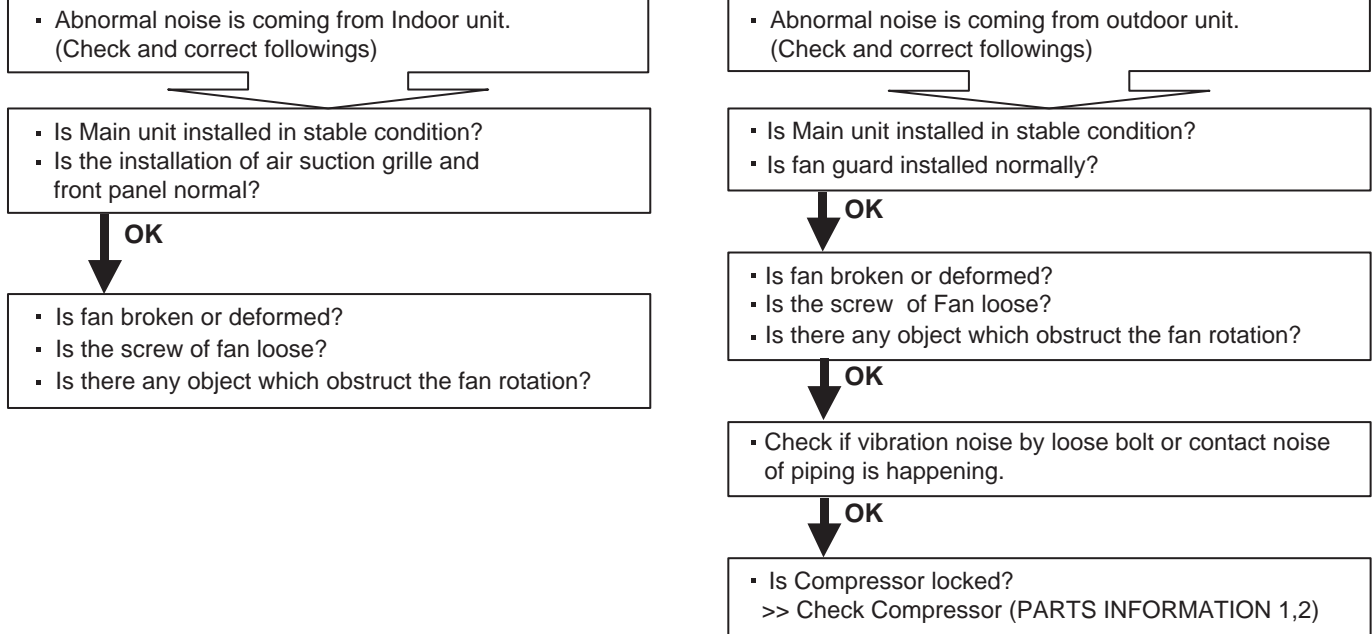 ▪ Abnormal noise is coming from Indoor unit.
(Check and correct followings)
▪ Is Main unit installed in stable condition?
▪ Is the installation of air suction grille and
front panel normal?
OK
▪ Is fan broken or deformed?
▪ Is the screw of fan loose?
▪ Is there any object which obstruct the fan rotation?
▪ Abnormal noise is coming from outdoor unit.
(Check and correct followings)
▪ Is Main unit installed in stable condition?
▪ Is fan guard installed normally?
OK
▪ Is fan broken or deformed?
▪ Is the screw of Fan loose?
▪ Is there any object which obstruct the fan rotation?
OK
▪ Check if vibration noise by loose bolt or contact noise
of piping is happening.
OK
▪ Is Compressor locked?
>> Check Compressor (PARTS INFORMATION 1,2)